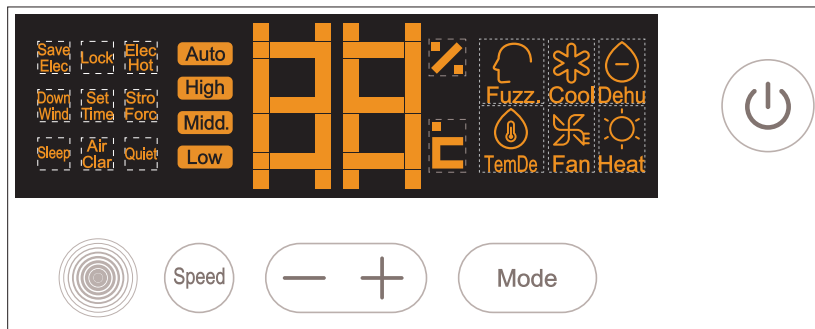 Save
Elec
Lock
Elec
Hot
Auto
Down
Wind
Set
Time
Stro
Forc
High
Midd.
Sleep
Air
Clar
Quiet
Low
88
%
Fuzz.
Cool
Dehu
TemDe
Fan
Heat
Speed
Mode